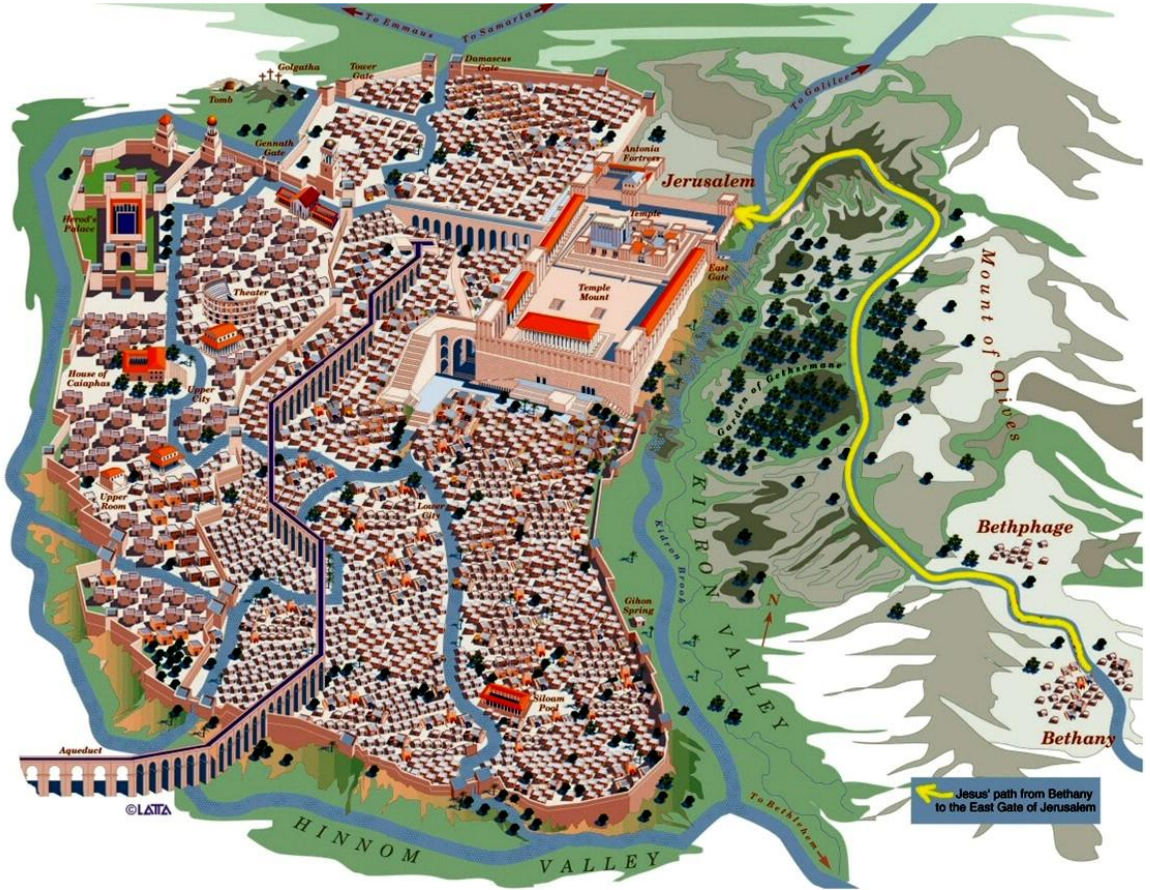 To Emmaus
To Samaria
Golgatha
Tower
Gate
Damascus
Gate
Tomb
To Galilee
Gennath
Gate
Antonia
Fortress
Jerusalem
Herod's
Palace
Temple
East
Gate
Mount of Olives
Theater
Temple
Mount
House of
Caiaphas
Upper
City
Garden of Gethsemane
Upper
Room
Lower
City
KIDRON VALLEY
Kidron Brook
Bethphage
Gihon
Spring
N
Siloam
Pool
Bethany
Aqueduct
©LATTA
To Bethlehem
Jesus' path from Bethany
to the East Gate of Jerusalem
HINNOM VALLEY